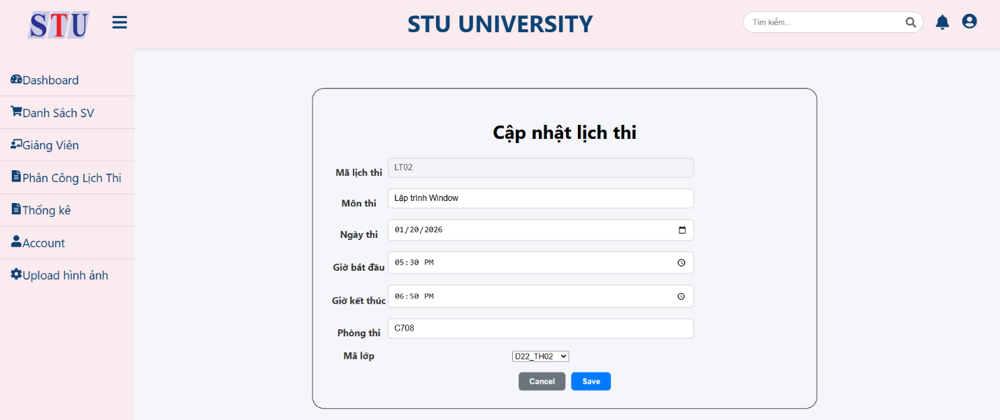 STU
STU UNIVERSITY
Tìm kiếm...
Dashboard
Danh Sách SV
Giảng Viên
Phân Công Lịch Thi
Thống kê
Account
Upload hình ảnh
Cập nhật lịch thi
Mã lịch thi LT02
Môn thi Lập trình Window
Ngày thi 01/20/2026
Giờ bắt đầu 05:30 PM
Giờ kết thúc 06:50 PM
Phòng thi C708
Mã lớp D22_TH02
Cancel Save